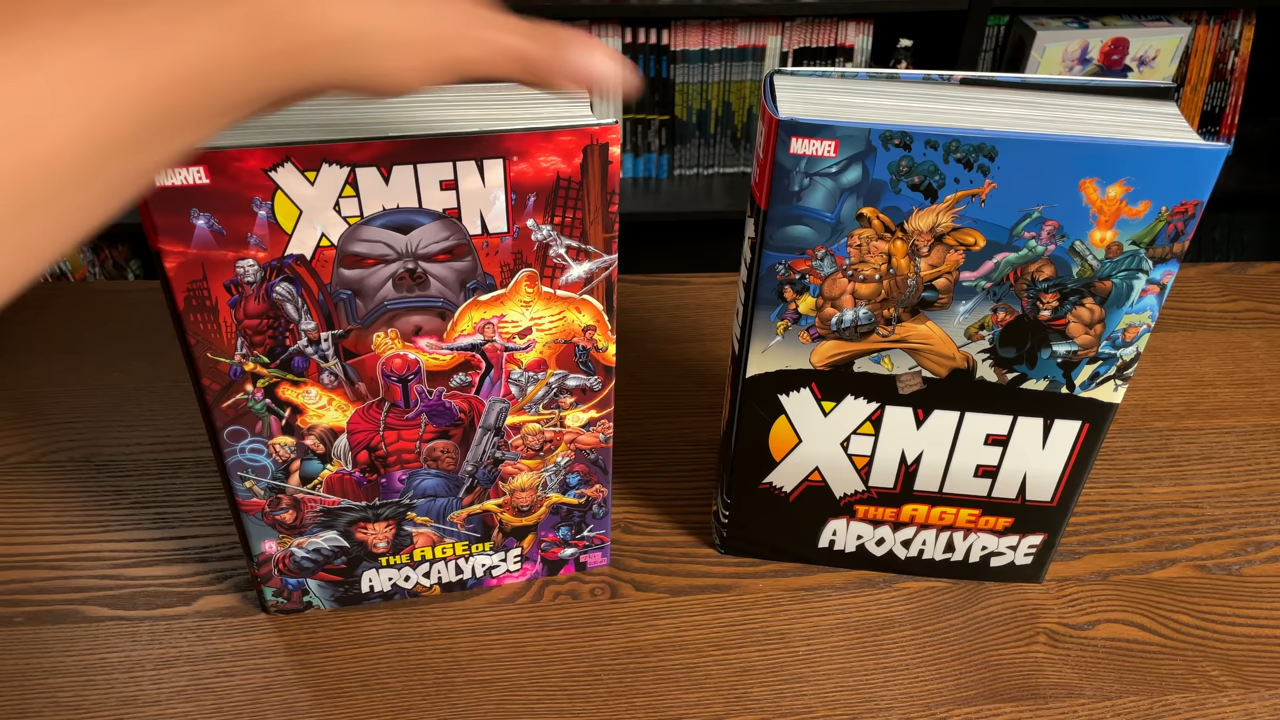 MARVEL
X-MEN
THE AGE OF
APOCALYPSE
MARVEL
X-MEN
THE AGE OF
APOCALYPSE